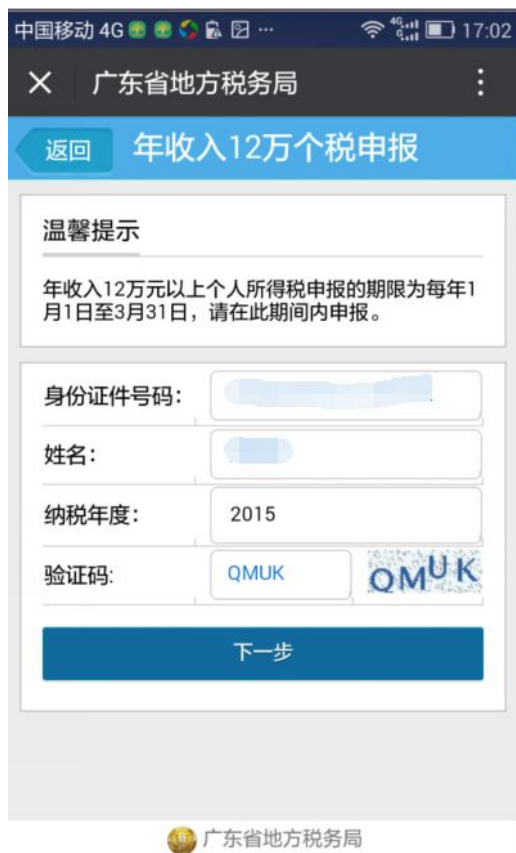 中国移动 4G ... 4G 17:02
广东省地方税务局
返回 年收入12万个税申报
温馨提示
年收入12万元以上个人所得税申报的期限为每年1
月1日至3月31日，请在此期间内申报。
身份证件号码：
姓名：
纳税年度： 2015
验证码: QMUK QMUK
下一步
广东省地方税务局